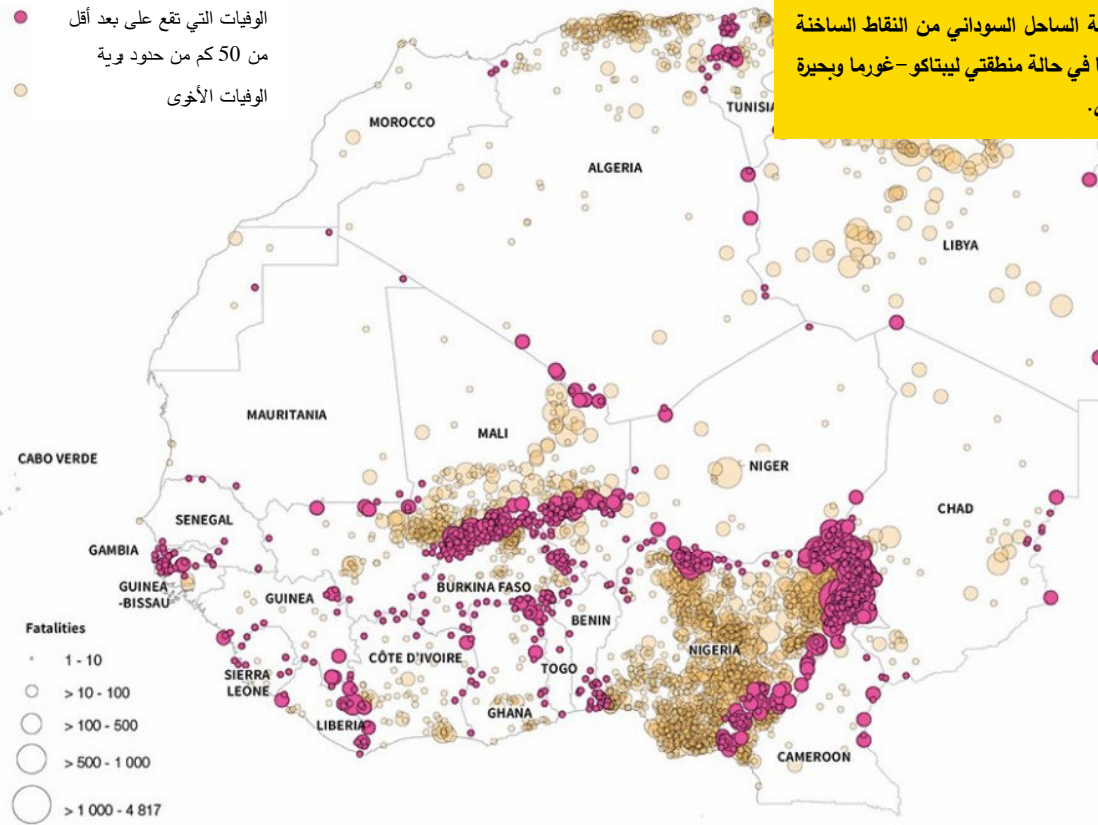 الوفيات التي تقع على بعد أقل
من 50 كم من حدود برية
الوفيات الأخرى
ة الساحل السوداني من النقاط الساخنة
ا في حالة منطقتي ليبتاكو-غورما وبحيرة
MOROCCO
TUNISIA
ALGERIA
LIBYA
MAURITANIA
MALI
NIGER
CHAD
CABO VERDE
SENEGAL
GAMBIA
GUINEA
-BISSAU
GUINEA
BURKINA FASO
BENIN
NIGERIA
SIERRA
LEONE
CÔTE D'IVOIRE
TOGO
GHANA
LIBERIA
CAMEROON
Fatalities
1 - 10
> 10 - 100
> 100 - 500
> 500 - 1 000
> 1 000 - 4 817